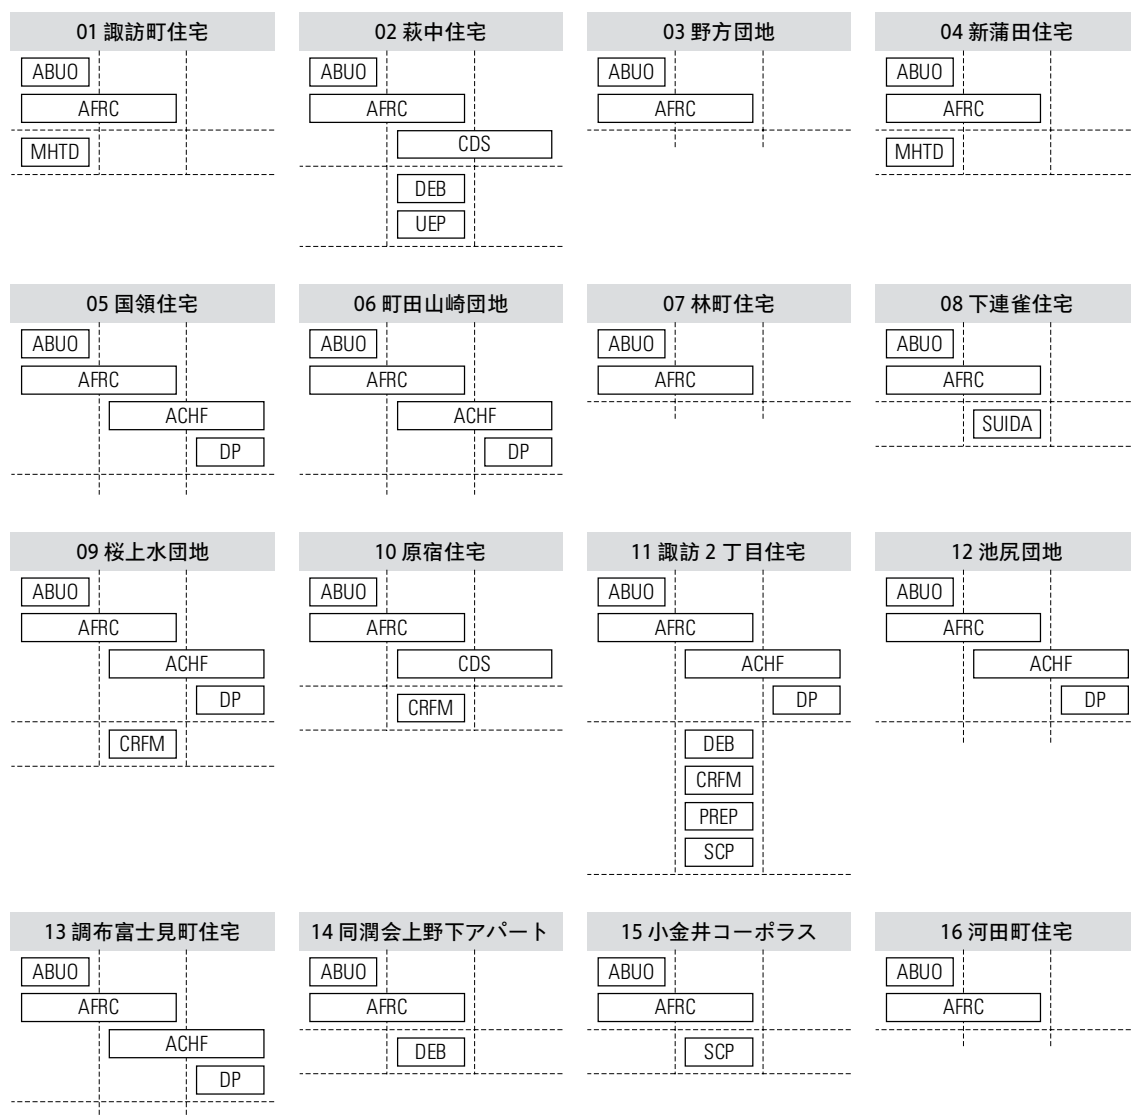 01 諏訪町住宅
ABUO
AFRC
MHTD
02 萩中住宅
ABUO
AFRC
CDS
DEB
UEP
03 野方団地
ABUO
AFRC
04 新蒲田住宅
ABUO
AFRC
MHTD
05 国領住宅
ABUO
AFRC
ACHF
DP
06 町田山崎団地
ABUO
AFRC
ACHF
DP
07 林町住宅
ABUO
AFRC
08 下連雀住宅
ABUO
AFRC
SUIDA
09 桜上水団地
ABUO
AFRC
ACHF
DP
CRFM
10 原宿住宅
ABUO
AFRC
CDS
CRFM
11 諏訪 2 丁目住宅
ABUO
AFRC
ACHF
DP
DEB
CRFM
PREP
SCP
12 池尻団地
ABUO
AFRC
ACHF
DP
13 調布富士見町住宅
ABUO
AFRC
ACHF
DP
14 同潤会上野下アパート
ABUO
AFRC
DEB
15 小金井コーポラス
ABUO
AFRC
SCP
16 河田町住宅
ABUO
AFRC